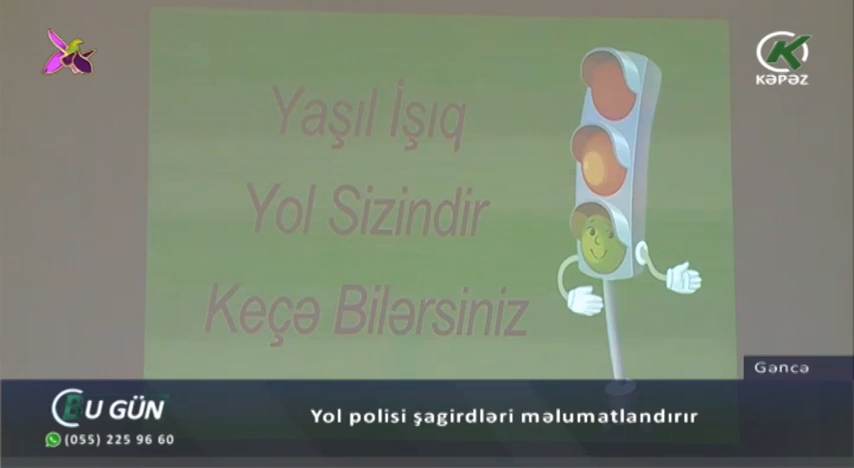 KƏPƏZ
Yaşıl İşıq
Yol Sizindir
Keçə Bilərsiniz
Gəncə
BU GÜN
Yol polisi şagirdləri məlumatlandırır
(055) 225 96 60